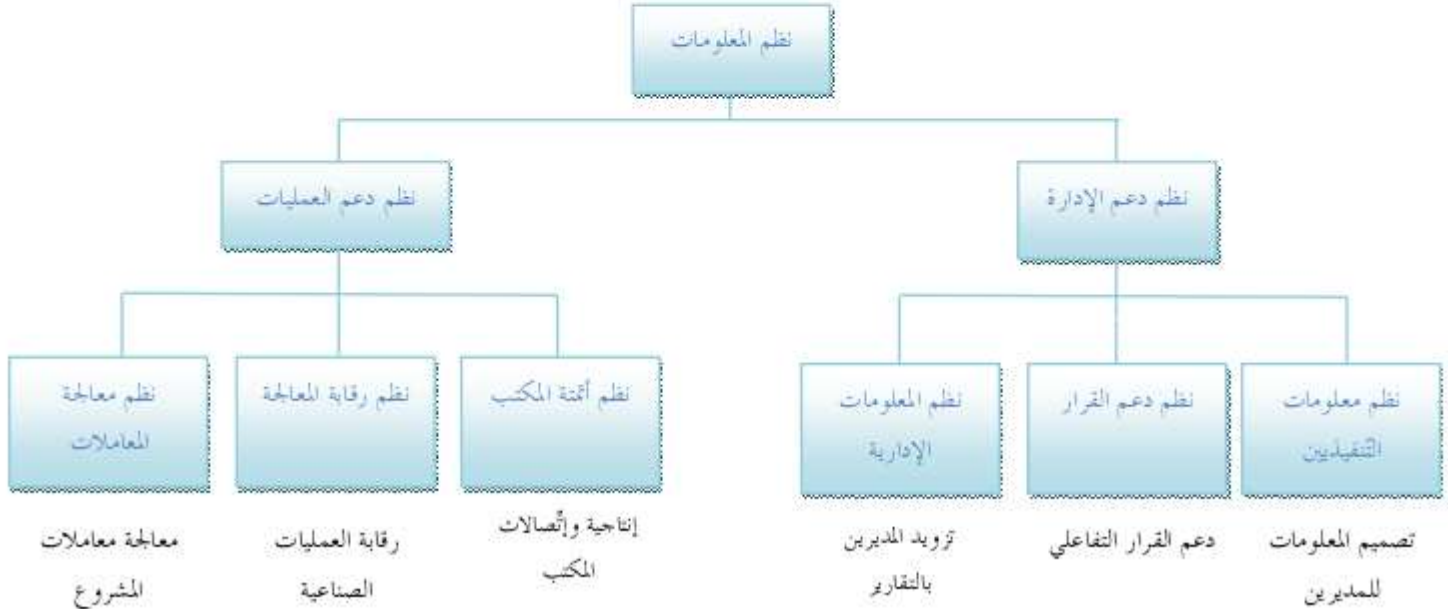 نظم المعلومات
نظم دعم الإدارة
نظم دعم العمليات
نظم معلومات
التنفيذيين
نظم دعم القرار
نظم المعلومات
الإدارية
نظم أتمتة المكتب
نظم رقابة المعالجة
نظم معالجة
المعاملات
تصميم المعلومات
للمديرين
دعم القرار التفاعلي
تزويد المديرين
بالتقارير
إنتاجية وإتّصالات
المكتب
رقابة العمليات
الصناعية
معالجة معاملات
المشروع